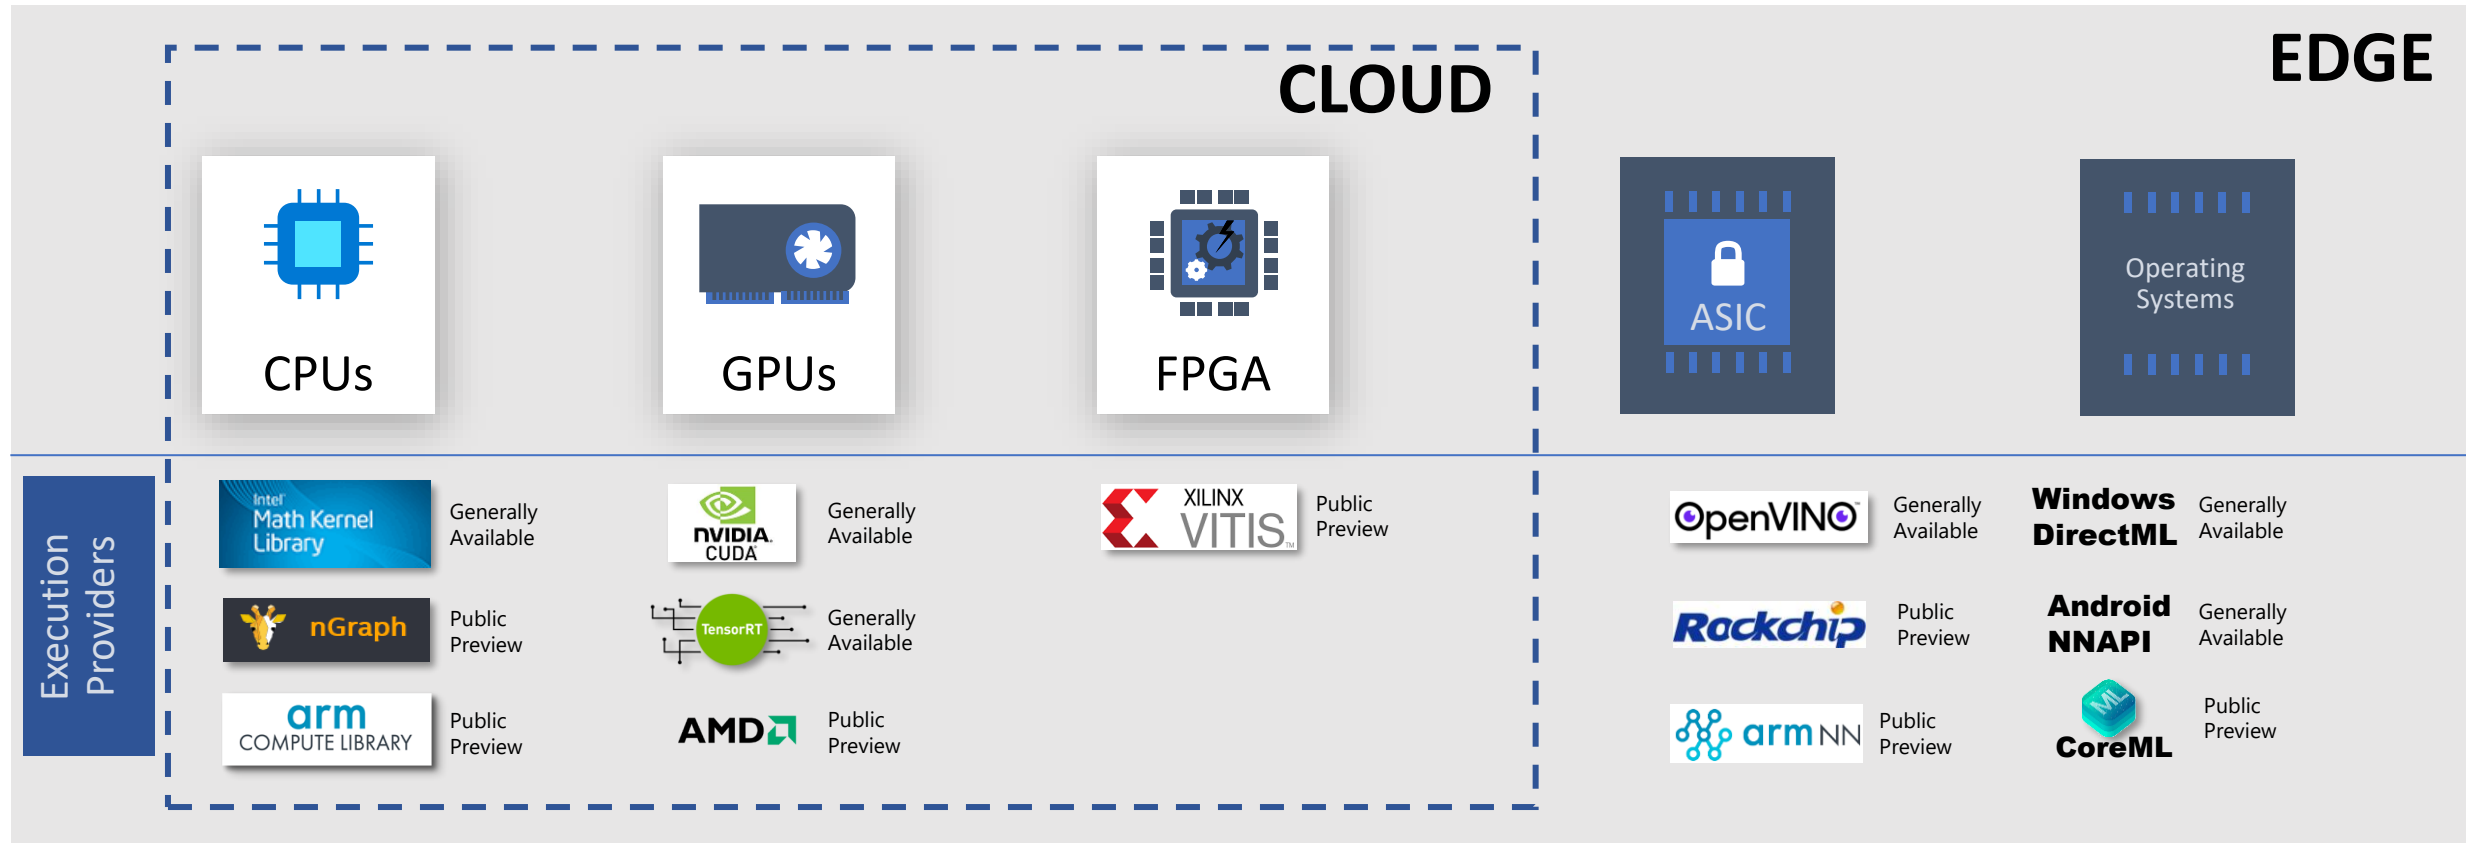 EDGE
CLOUD
CPUs
GPUs
FPGA
ASIC
Operating
Systems
Execution
Providers
Intel
Math Kernel
Library
Generally
Available
nGraph
Public
Preview
arm
COMPUTE LIBRARY
Public
Preview
NVIDIA.
CUDA
Generally
Available
TensorRT
Generally
Available
AMD
Public
Preview
XILINX
VITIS™
Public
Preview
OpenVINO™
Generally
Available
Rockchip
Public
Preview
arm NN
Public
Preview
Windows
DirectML
Generally
Available
Android
NNAPI
Generally
Available
ML
CoreML
Public
Preview